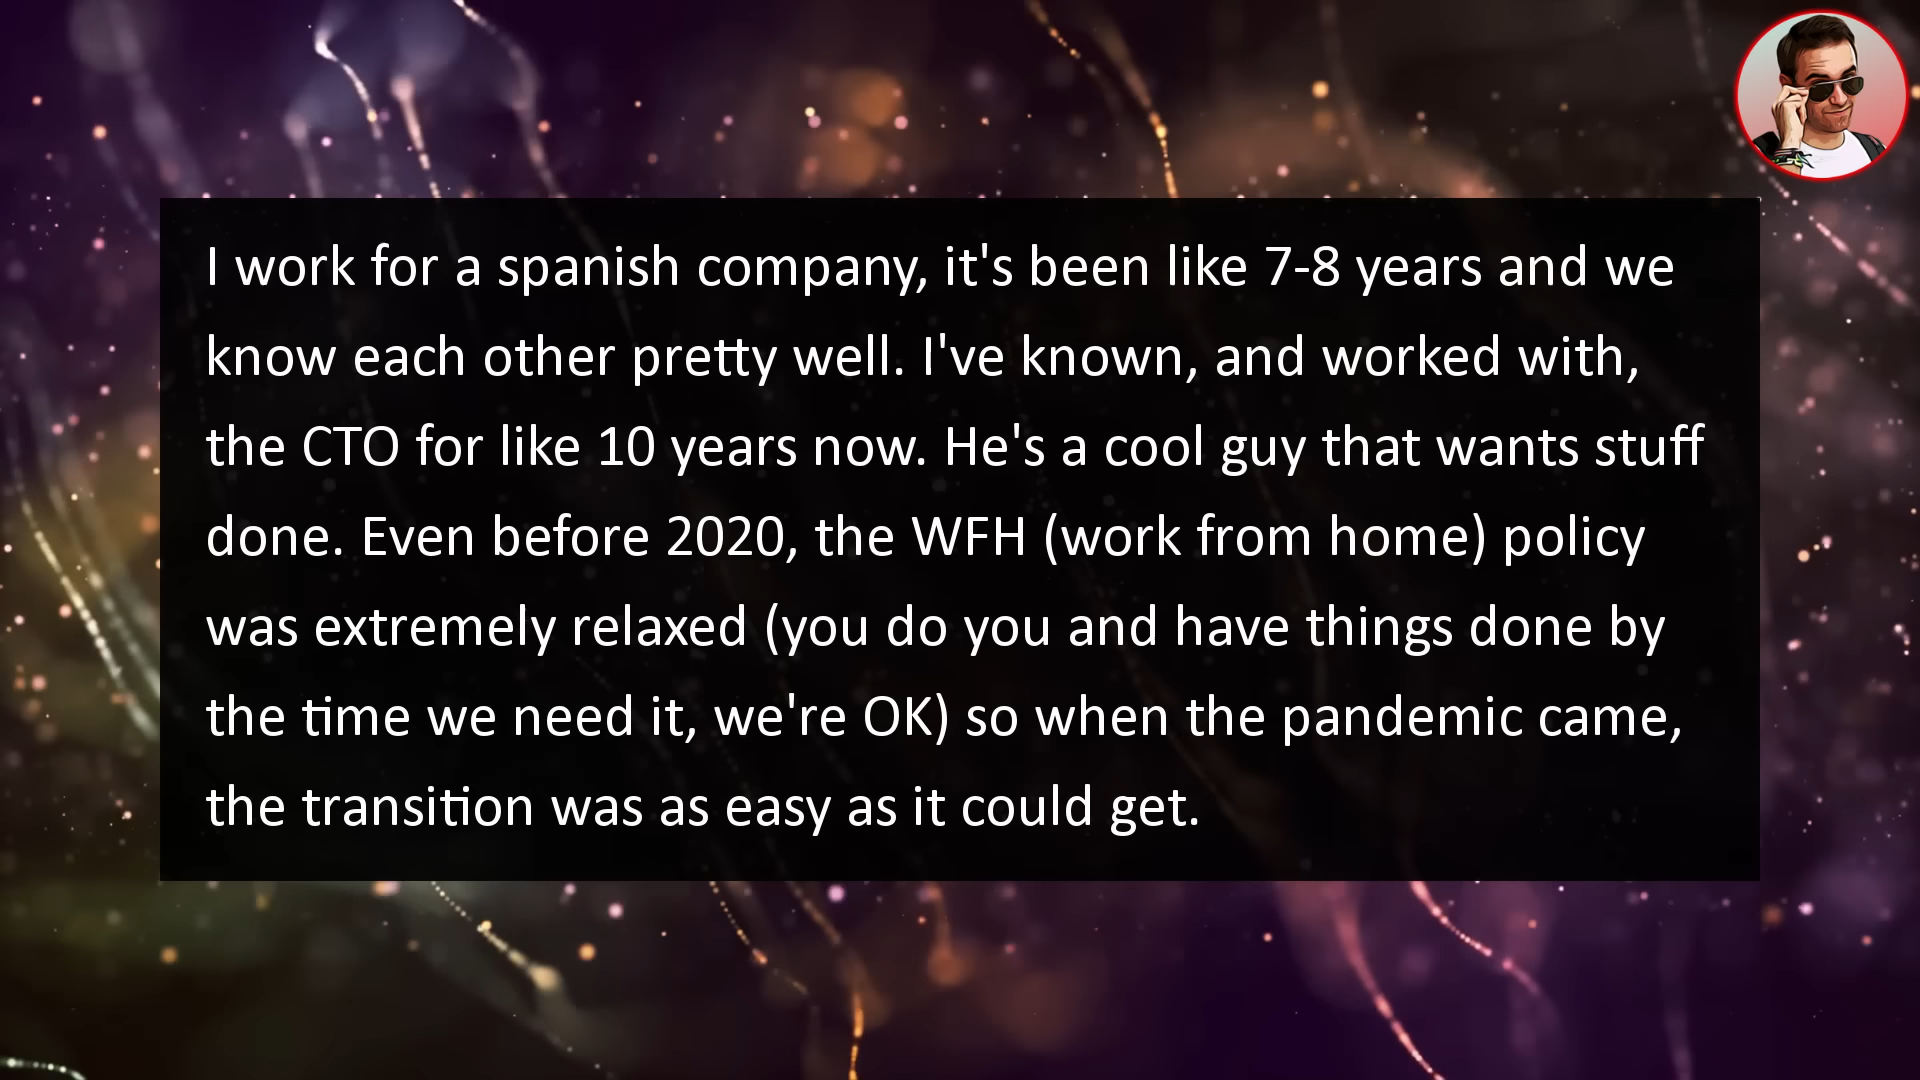 I work for a spanish company, it's been like 7-8 years and we
know each other pretty well. I've known, and worked with,
the CTO for like 10 years now. He's a cool guy that wants stuff
done. Even before 2020, the WFH (work from home) policy
was extremely relaxed (you do you and have things done by
the time we need it, we're OK) so when the pandemic came,
the transition was as easy as it could get.